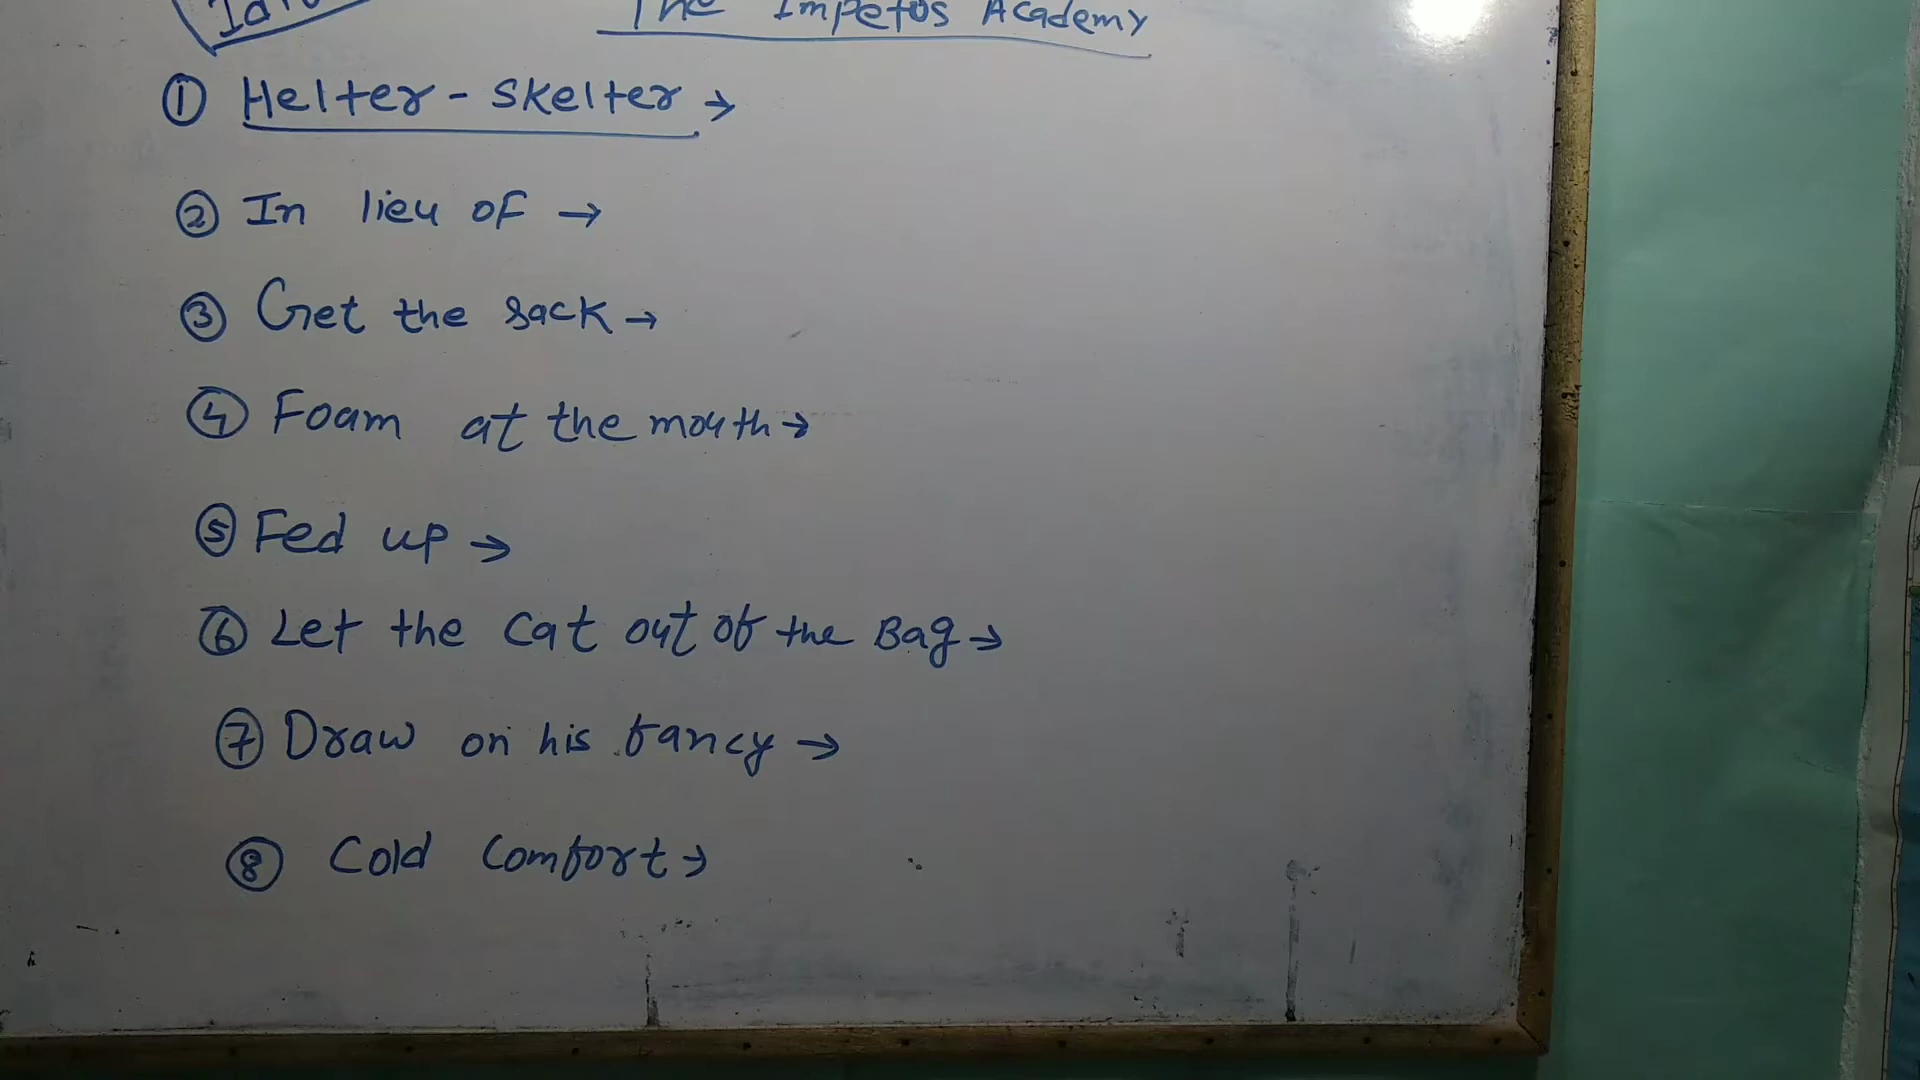 The Impetus Academy
① Helter - Skelter →
② In lieu of →
③ Get the sack →
④ Foam at the mouth →
⑤ Fed up →
⑥ Let the cat out of the Bag →
⑦ Draw on his fancy →
⑧ Cold Comfort →